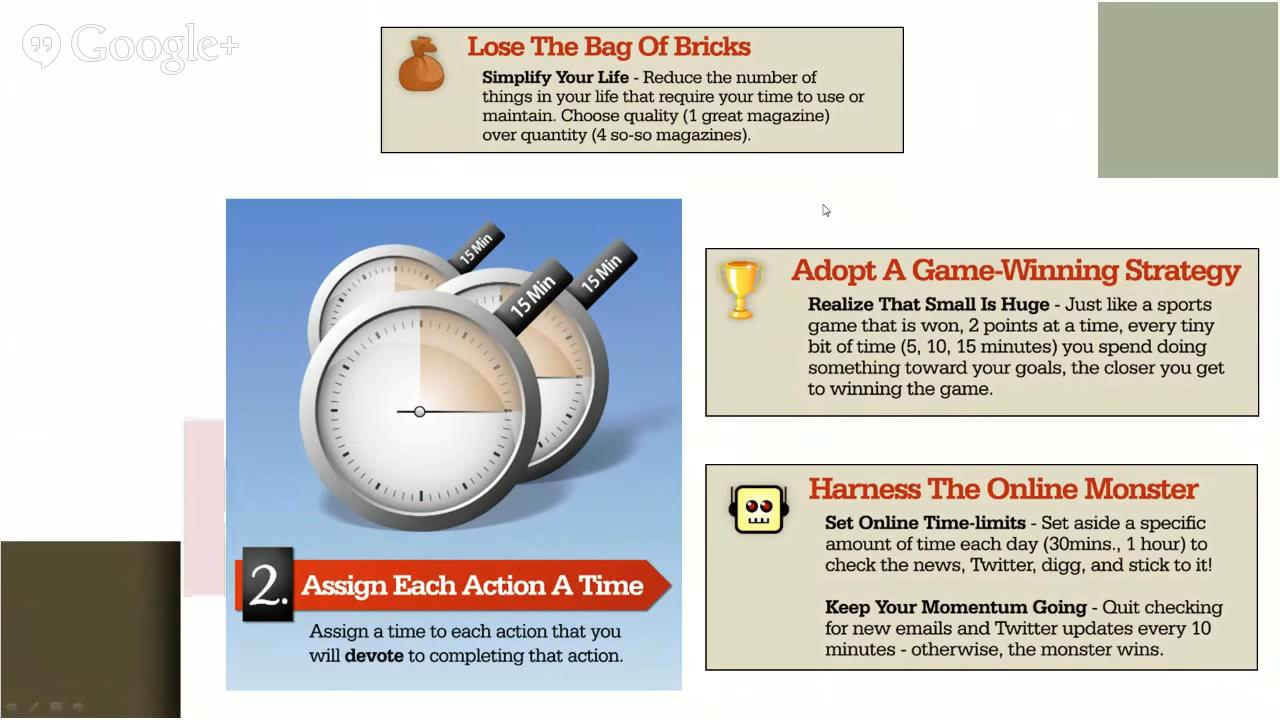 Google+
Lose The Bag Of Bricks
Simplify Your Life - Reduce the number of
things in your life that require your time to use or
maintain. Choose quality (1 great magazine)
over quantity (4 so-so magazines).
15 Min
15 Min
15 Min
2. Assign Each Action A Time
Assign a time to each action that you
will devote to completing that action.
Adopt A Game-Winning Strategy
Realize That Small Is Huge - Just like a sports
game that is won, 2 points at a time, every tiny
bit of time (5, 10, 15 minutes) you spend doing
something toward your goals, the closer you get
to winning the game.
Harness The Online Monster
Set Online Time-limits - Set aside a specific
amount of time each day (30mins., 1 hour) to
check the news, Twitter, digg, and stick to it!
Keep Your Momentum Going - Quit checking
for new emails and Twitter updates every 10
minutes - otherwise, the monster wins.